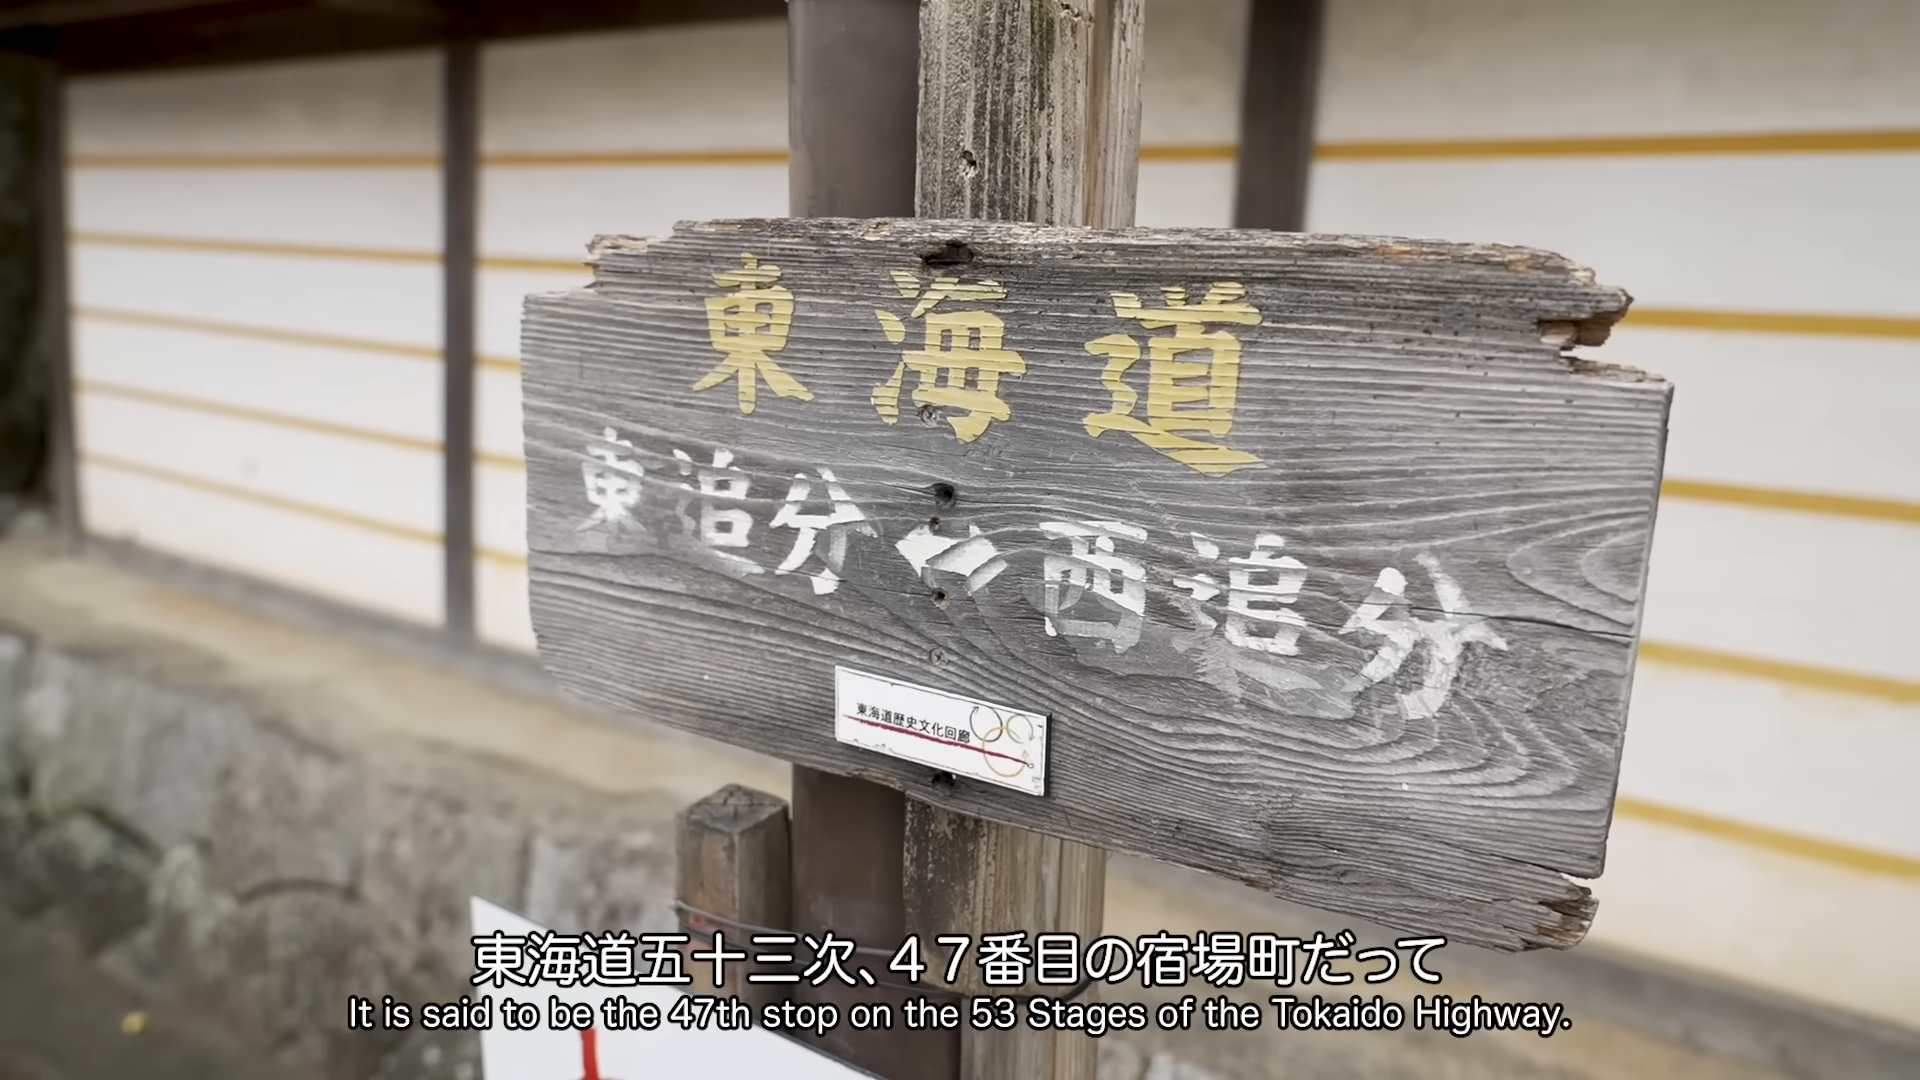 東海道
東追分↔西追分
東海道歴史文化回廊
東海道五十三次、47番目の宿場町だって
It is said to be the 47th stop on the 53 Stages of the Tokaido Highway.